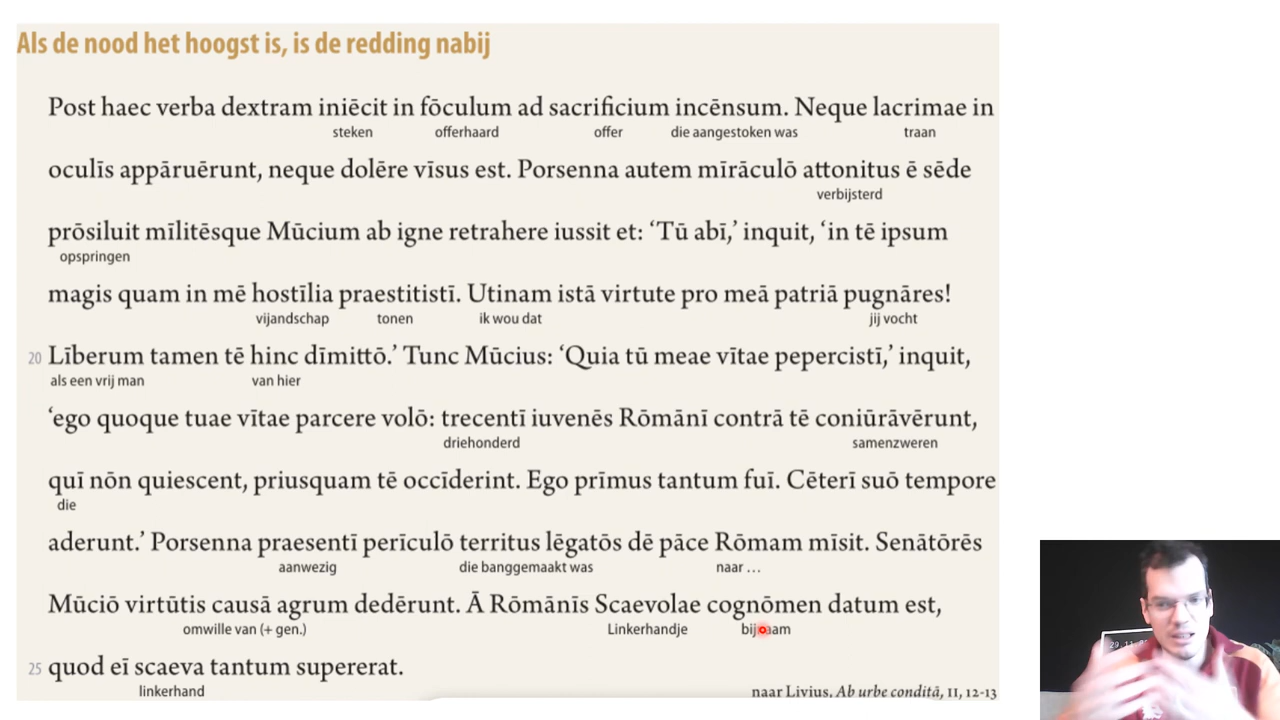 Als de nood het hoogst is, is de redding nabij
Post haec verba dextram iniēcit in fōculum ad sacrificium incēnsum. Neque lacrimae in
steken offerhaard offer die aangestoken was traan
oculīs appāruērunt, neque dolēre vīsus est. Porsenna autem mīrāculō attonitus ē sēde
verbijsterd
prōsiluit mīlitēsque Mūcium ab igne retrahere iussit et: ‘Tū abī,’ inquit, ‘in tē ipsum
opspringen
magis quam in mē hostīlia praestitistī. Utinam istā virtute pro meā patriā pugnāres!
vijandschap tonen ik wou dat jij vocht
20 Līberum tamen tē hinc dīmittō.’ Tunc Mūcius: ‘Quia tū meae vītae pepercistī,’ inquit,
als een vrij man van hier
‘ego quoque tuae vītae parcere volō: trecentī iuvenēs Rōmānī contrā tē coniūrāvērunt,
driehonderd samenzweren
quī nōn quiescent, priusquam tē occīderint. Ego prīmus tantum fuī. Cēterī suō tempore
die
aderunt.’ Porsenna praesentī perīculō territus lēgatōs dē pāce Rōmam mīsit. Senātōrēs
aanwezig die banggemaakt was naar ...
Mūciō virtūtis causā agrum dedērunt. Ā Rōmānīs Scaevolae cognōmen datum est,
omwille van (+ gen.) Linkerhandje bijnaam
25 quod eī scaeva tantum supererat.
linkerhand
naar Livius, Ab urbe conditā, II, 12-13